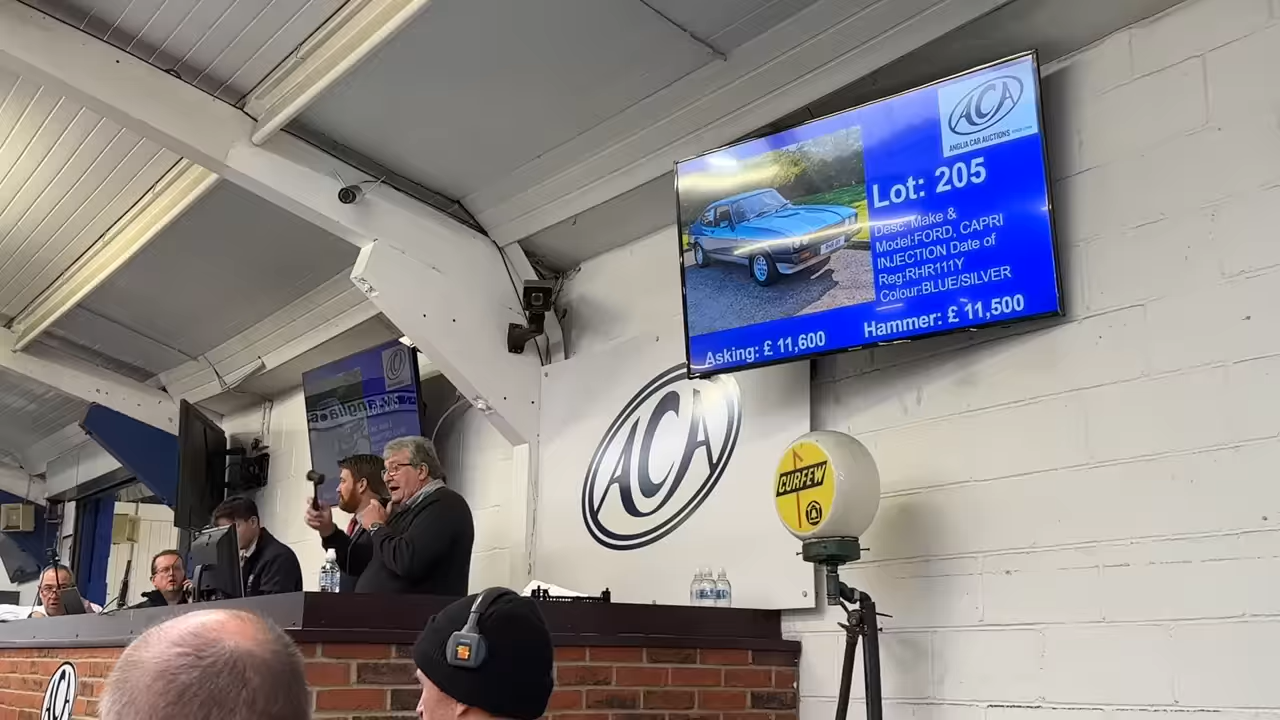 ACA
ANGLIA CAR AUCTIONS
Lot: 205
Desc: Make &
Model:FORD, CAPRI
INJECTION Date of
Reg:RHR111Y
Colour:BLUE/SILVER
Asking: £ 11,600
Hammer: £ 11,500
ACA
CURFEW
ACA